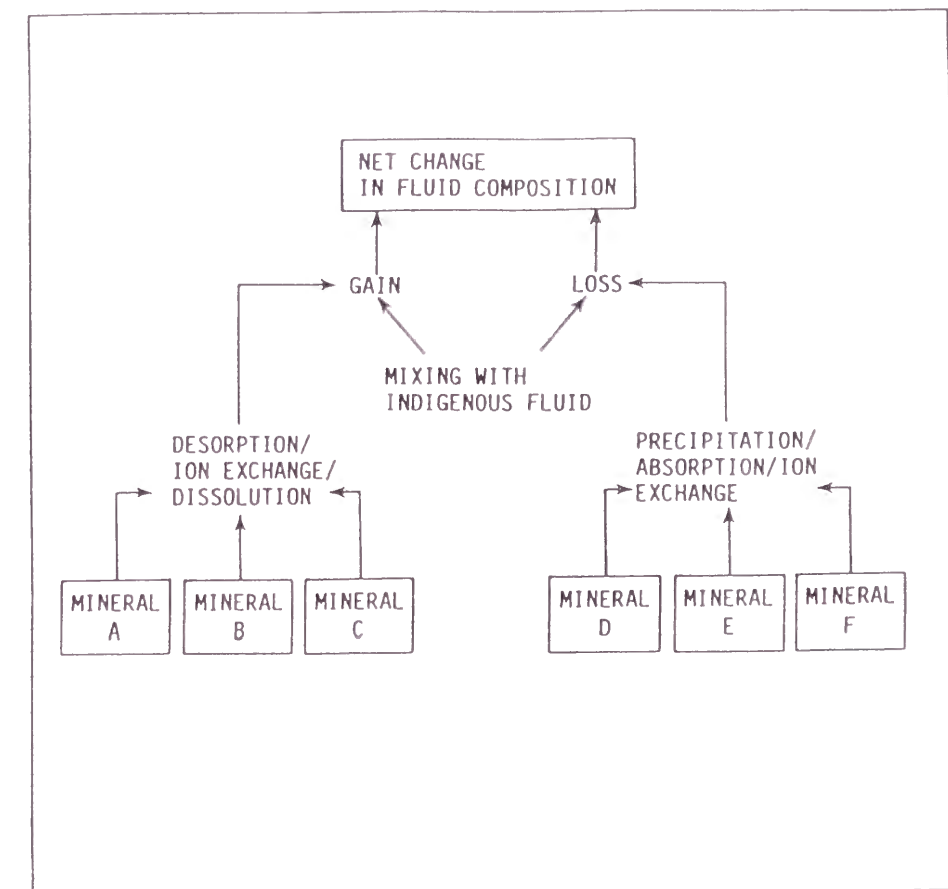 NET CHANGE
IN FLUID COMPOSITION
GAIN
LOSS
MIXING WITH
INDIGENOUS FLUID
DESORPTION/
ION EXCHANGE/
DISSOLUTION
PRECIPITATION/
ABSORPTION/ION
EXCHANGE
MINERAL
A
MINERAL
B
MINERAL
C
MINERAL
D
MINERAL
E
MINERAL
F